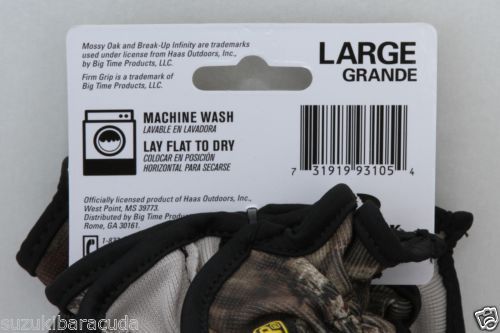 Mossy Oak and Break-Up Infinity are trademarks
used under license from Haas Outdoors, Inc.,
by Big Time Products, LLC.
Firm Grip is a trademark of
Big Time Products, LLC.
LARGE
GRANDE
MACHINE WASH
LAVABLE EN LAVADORA
LAY FLAT TO DRY
COLOCAR EN POSICIÓN
HORIZONTAL PARA SECARSE
7 31919 93105 4
Officially licensed product of Haas Outdoors, Inc.,
West Point, MS 39773.
Distributed by Big Time Products, LLC
Rome, GA 30161.
suzukibaracuda
ebay